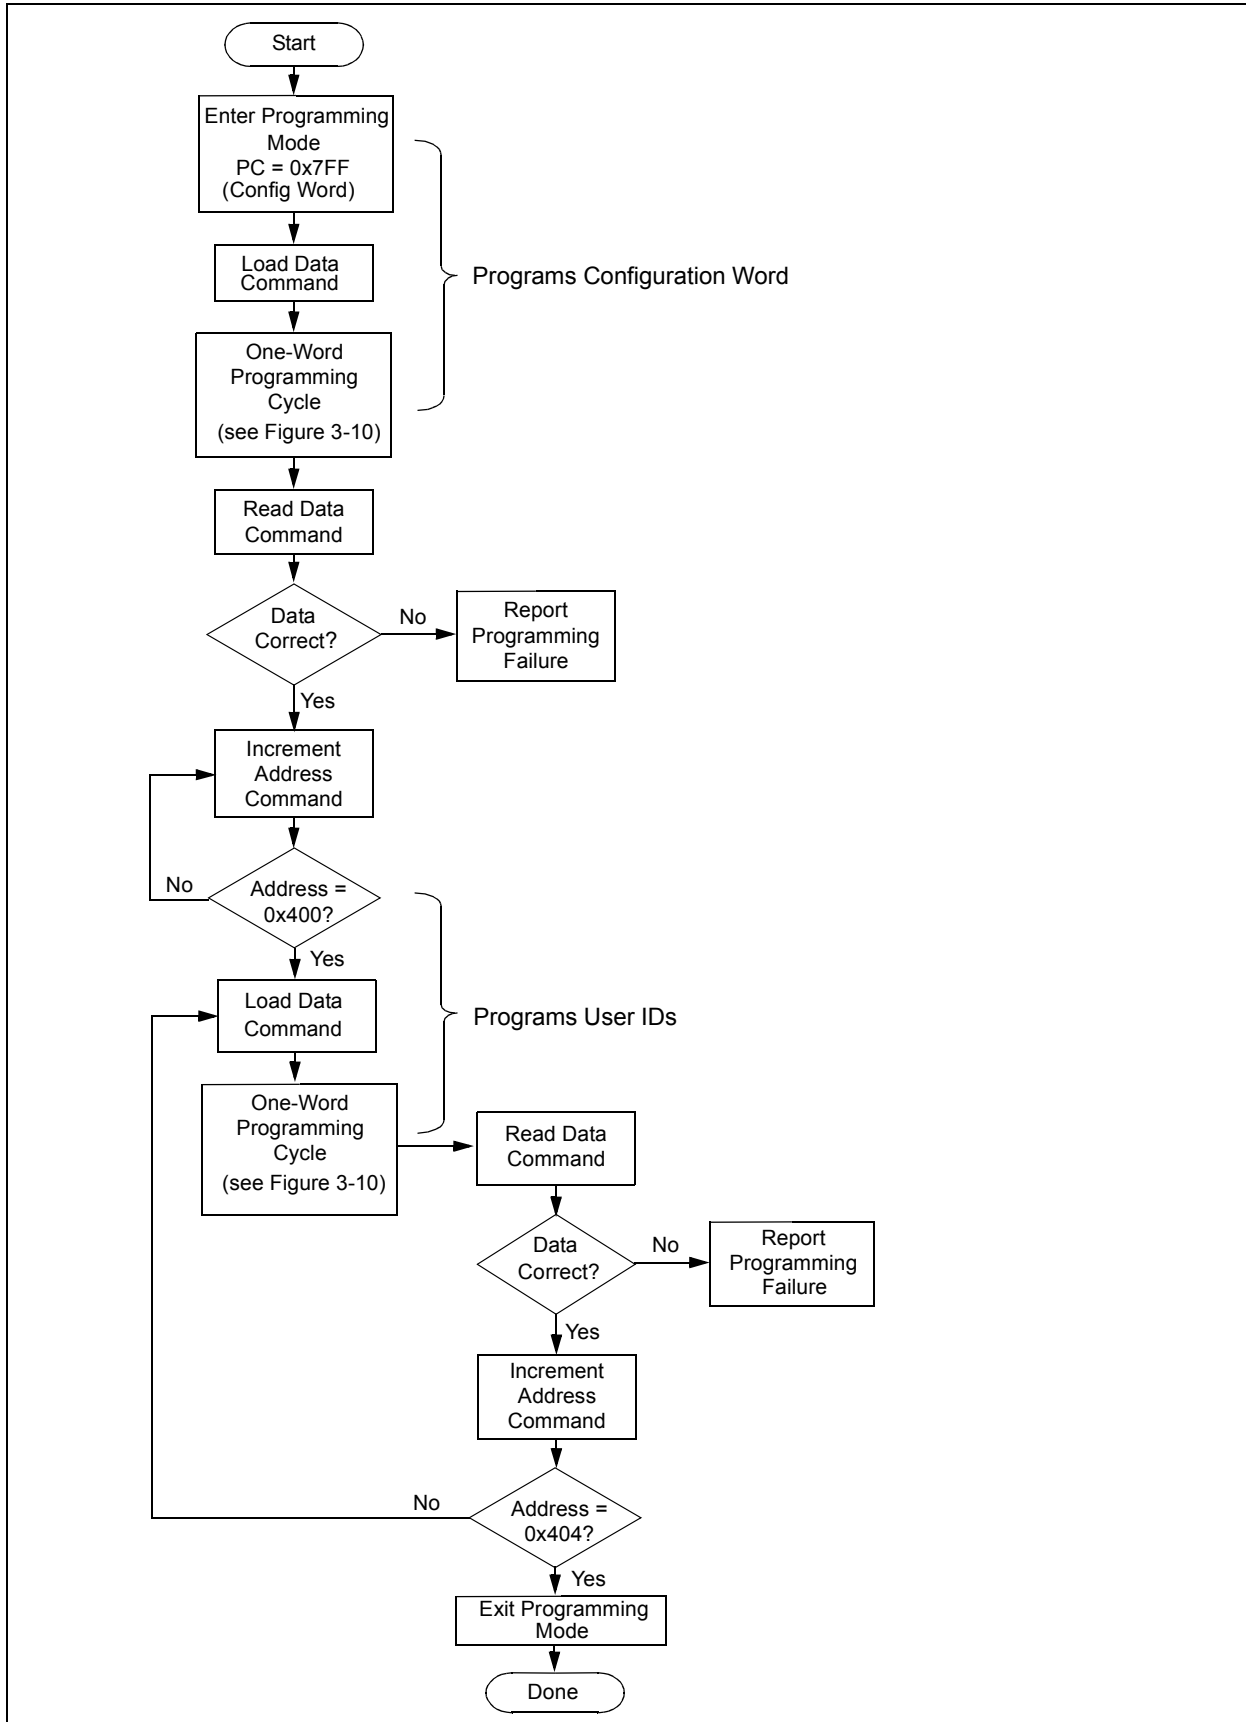 Start
Enter Programming
Mode
PC = 0x7FF
(Config Word)
Load Data
Command
Programs Configuration Word
One-Word
Programming
Cycle
(see Figure 3-10)
Read Data
Command
Data
Correct?
No
Report
Programming
Failure
Yes
Increment
Address
Command
No
Address =
0x400?
Yes
Load Data
Command
Programs User IDs
One-Word
Programming
Cycle
(see Figure 3-10)
Read Data
Command
Data
Correct?
No
Report
Programming
Failure
Yes
Increment
Address
Command
No
Address =
0x404?
Yes
Exit Programming
Mode
Done